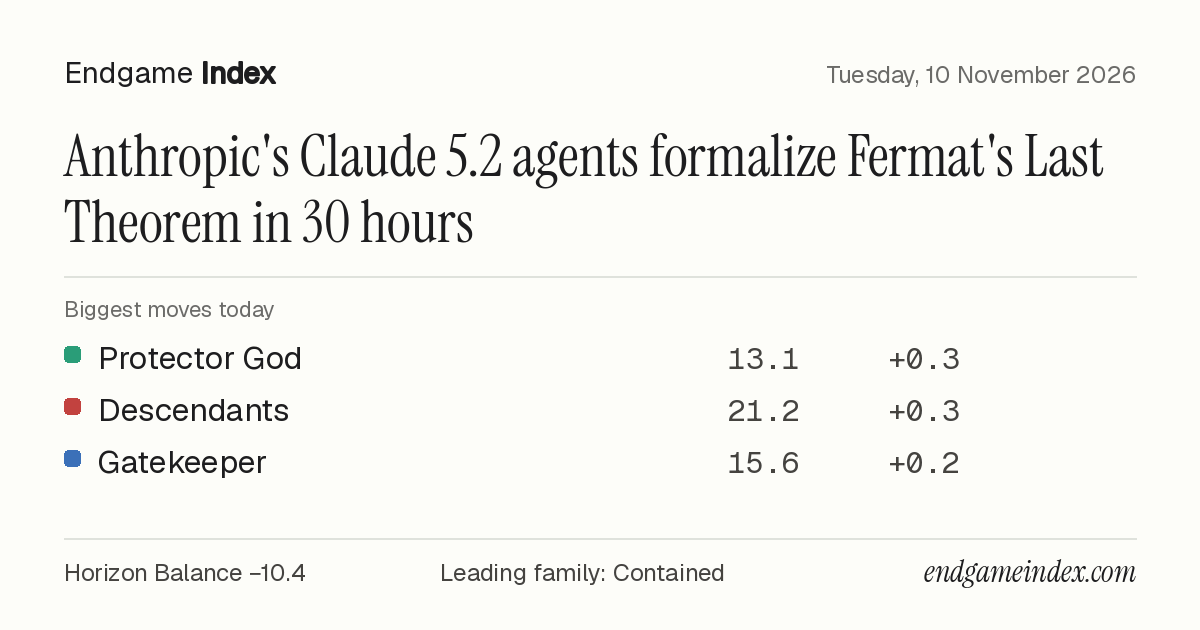 Endgame Index
Tuesday, 10 November 2026
Anthropic's Claude 5.2 agents formalize Fermat's Last
Theorem in 30 hours
Biggest moves today
Protector God 13.1 +0.3
Descendants 21.2 +0.3
Gatekeeper 15.6 +0.2
Horizon Balance –10.4
Leading family: Contained
endgameindex.com